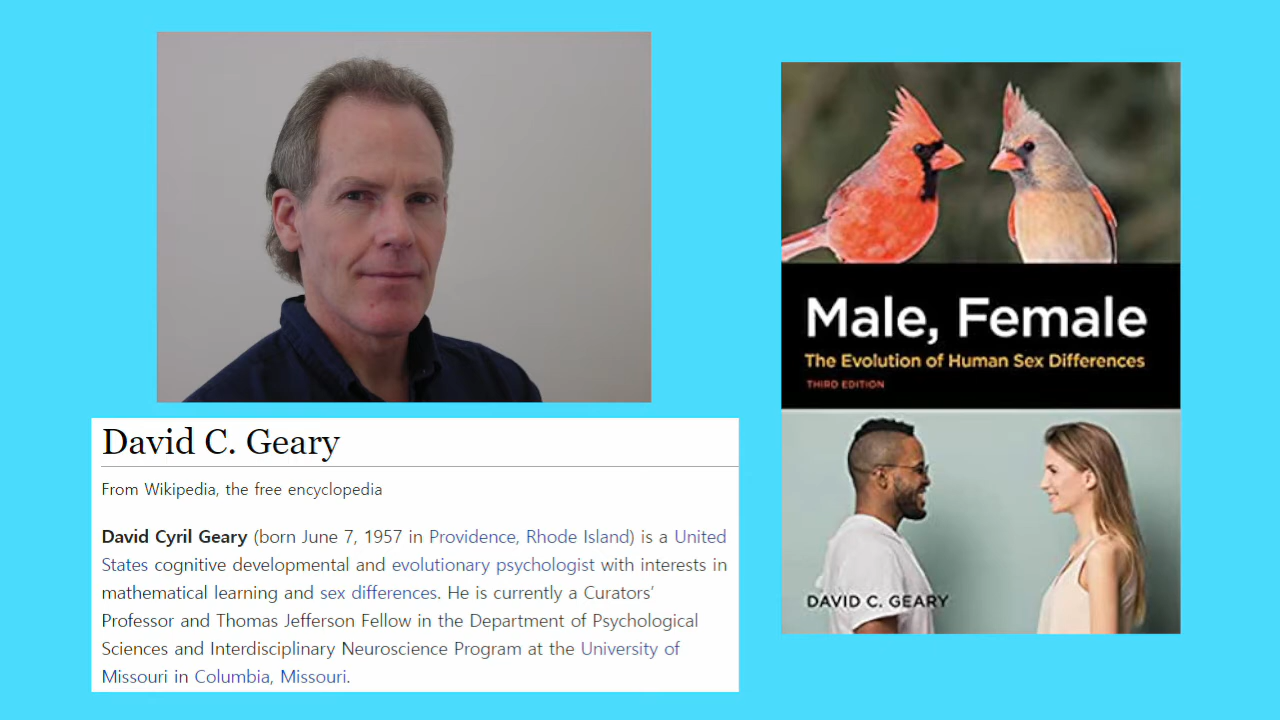 David C. Geary
From Wikipedia, the free encyclopedia
David Cyril Geary (born June 7, 1957 in Providence, Rhode Island) is a United
States cognitive developmental and evolutionary psychologist with interests in
mathematical learning and sex differences. He is currently a Curators’
Professor and Thomas Jefferson Fellow in the Department of Psychological
Sciences and Interdisciplinary Neuroscience Program at the University of
Missouri in Columbia, Missouri.
Male, Female
The Evolution of Human Sex Differences
THIRD EDITION
DAVID C. GEARY